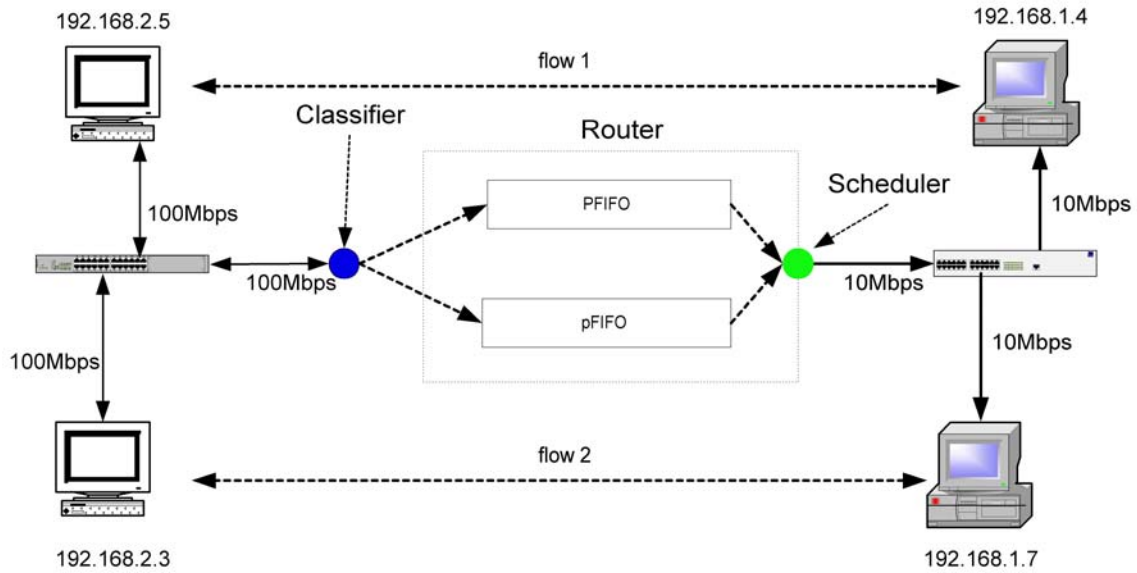 192.168.2.5
192.168.1.4
flow 1
Classifier
Router
Scheduler
PFIFO
100Mbps
10Mbps
100Mbps
10Mbps
pFIFO
100Mbps
10Mbps
flow 2
192.168.2.3
192.168.1.7